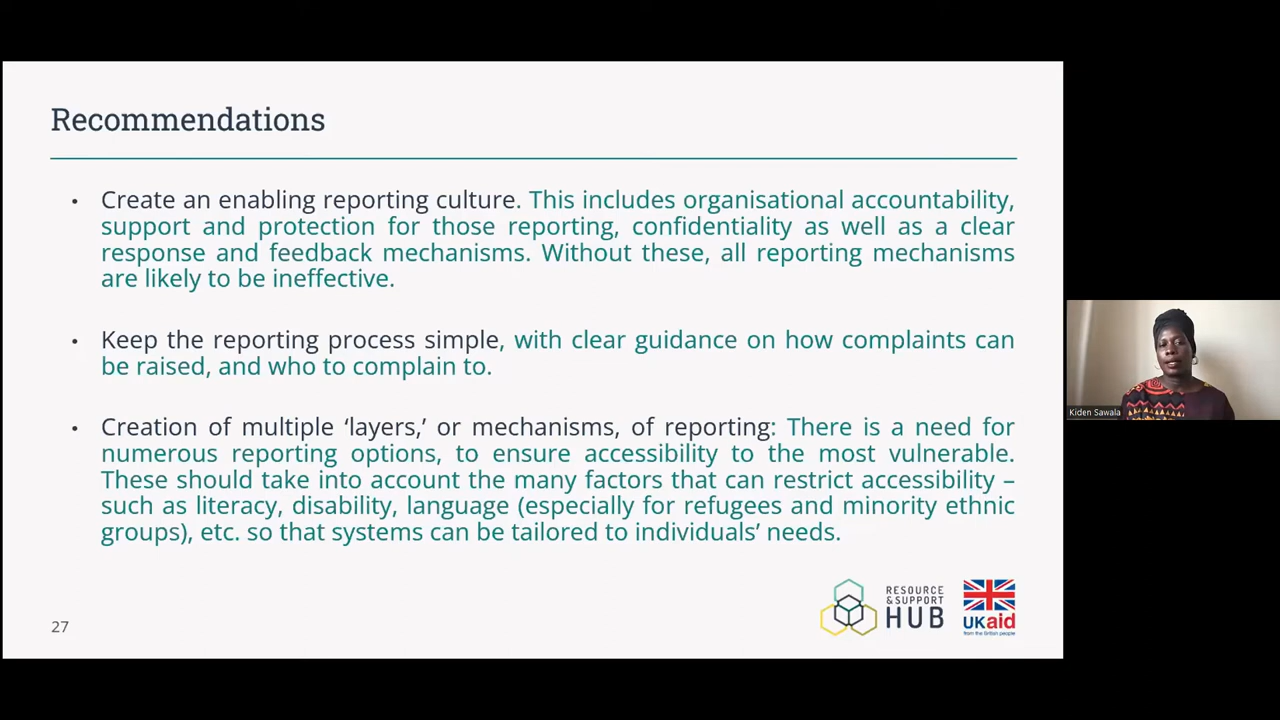 Recommendations
• Create an enabling reporting culture. This includes organisational accountability,
support and protection for those reporting, confidentiality as well as a clear
response and feedback mechanisms. Without these, all reporting mechanisms
are likely to be ineffective.
• Keep the reporting process simple, with clear guidance on how complaints can
be raised, and who to complain to.
• Creation of multiple ‘layers,’ or mechanisms, of reporting: There is a need for
numerous reporting options, to ensure accessibility to the most vulnerable.
These should take into account the many factors that can restrict accessibility –
such as literacy, disability, language (especially for refugees and minority ethnic
groups), etc. so that systems can be tailored to individuals’ needs.
27
RESOURCE
& SUPPORT
HUB
UKaid
from the British people
Kiden Sawala